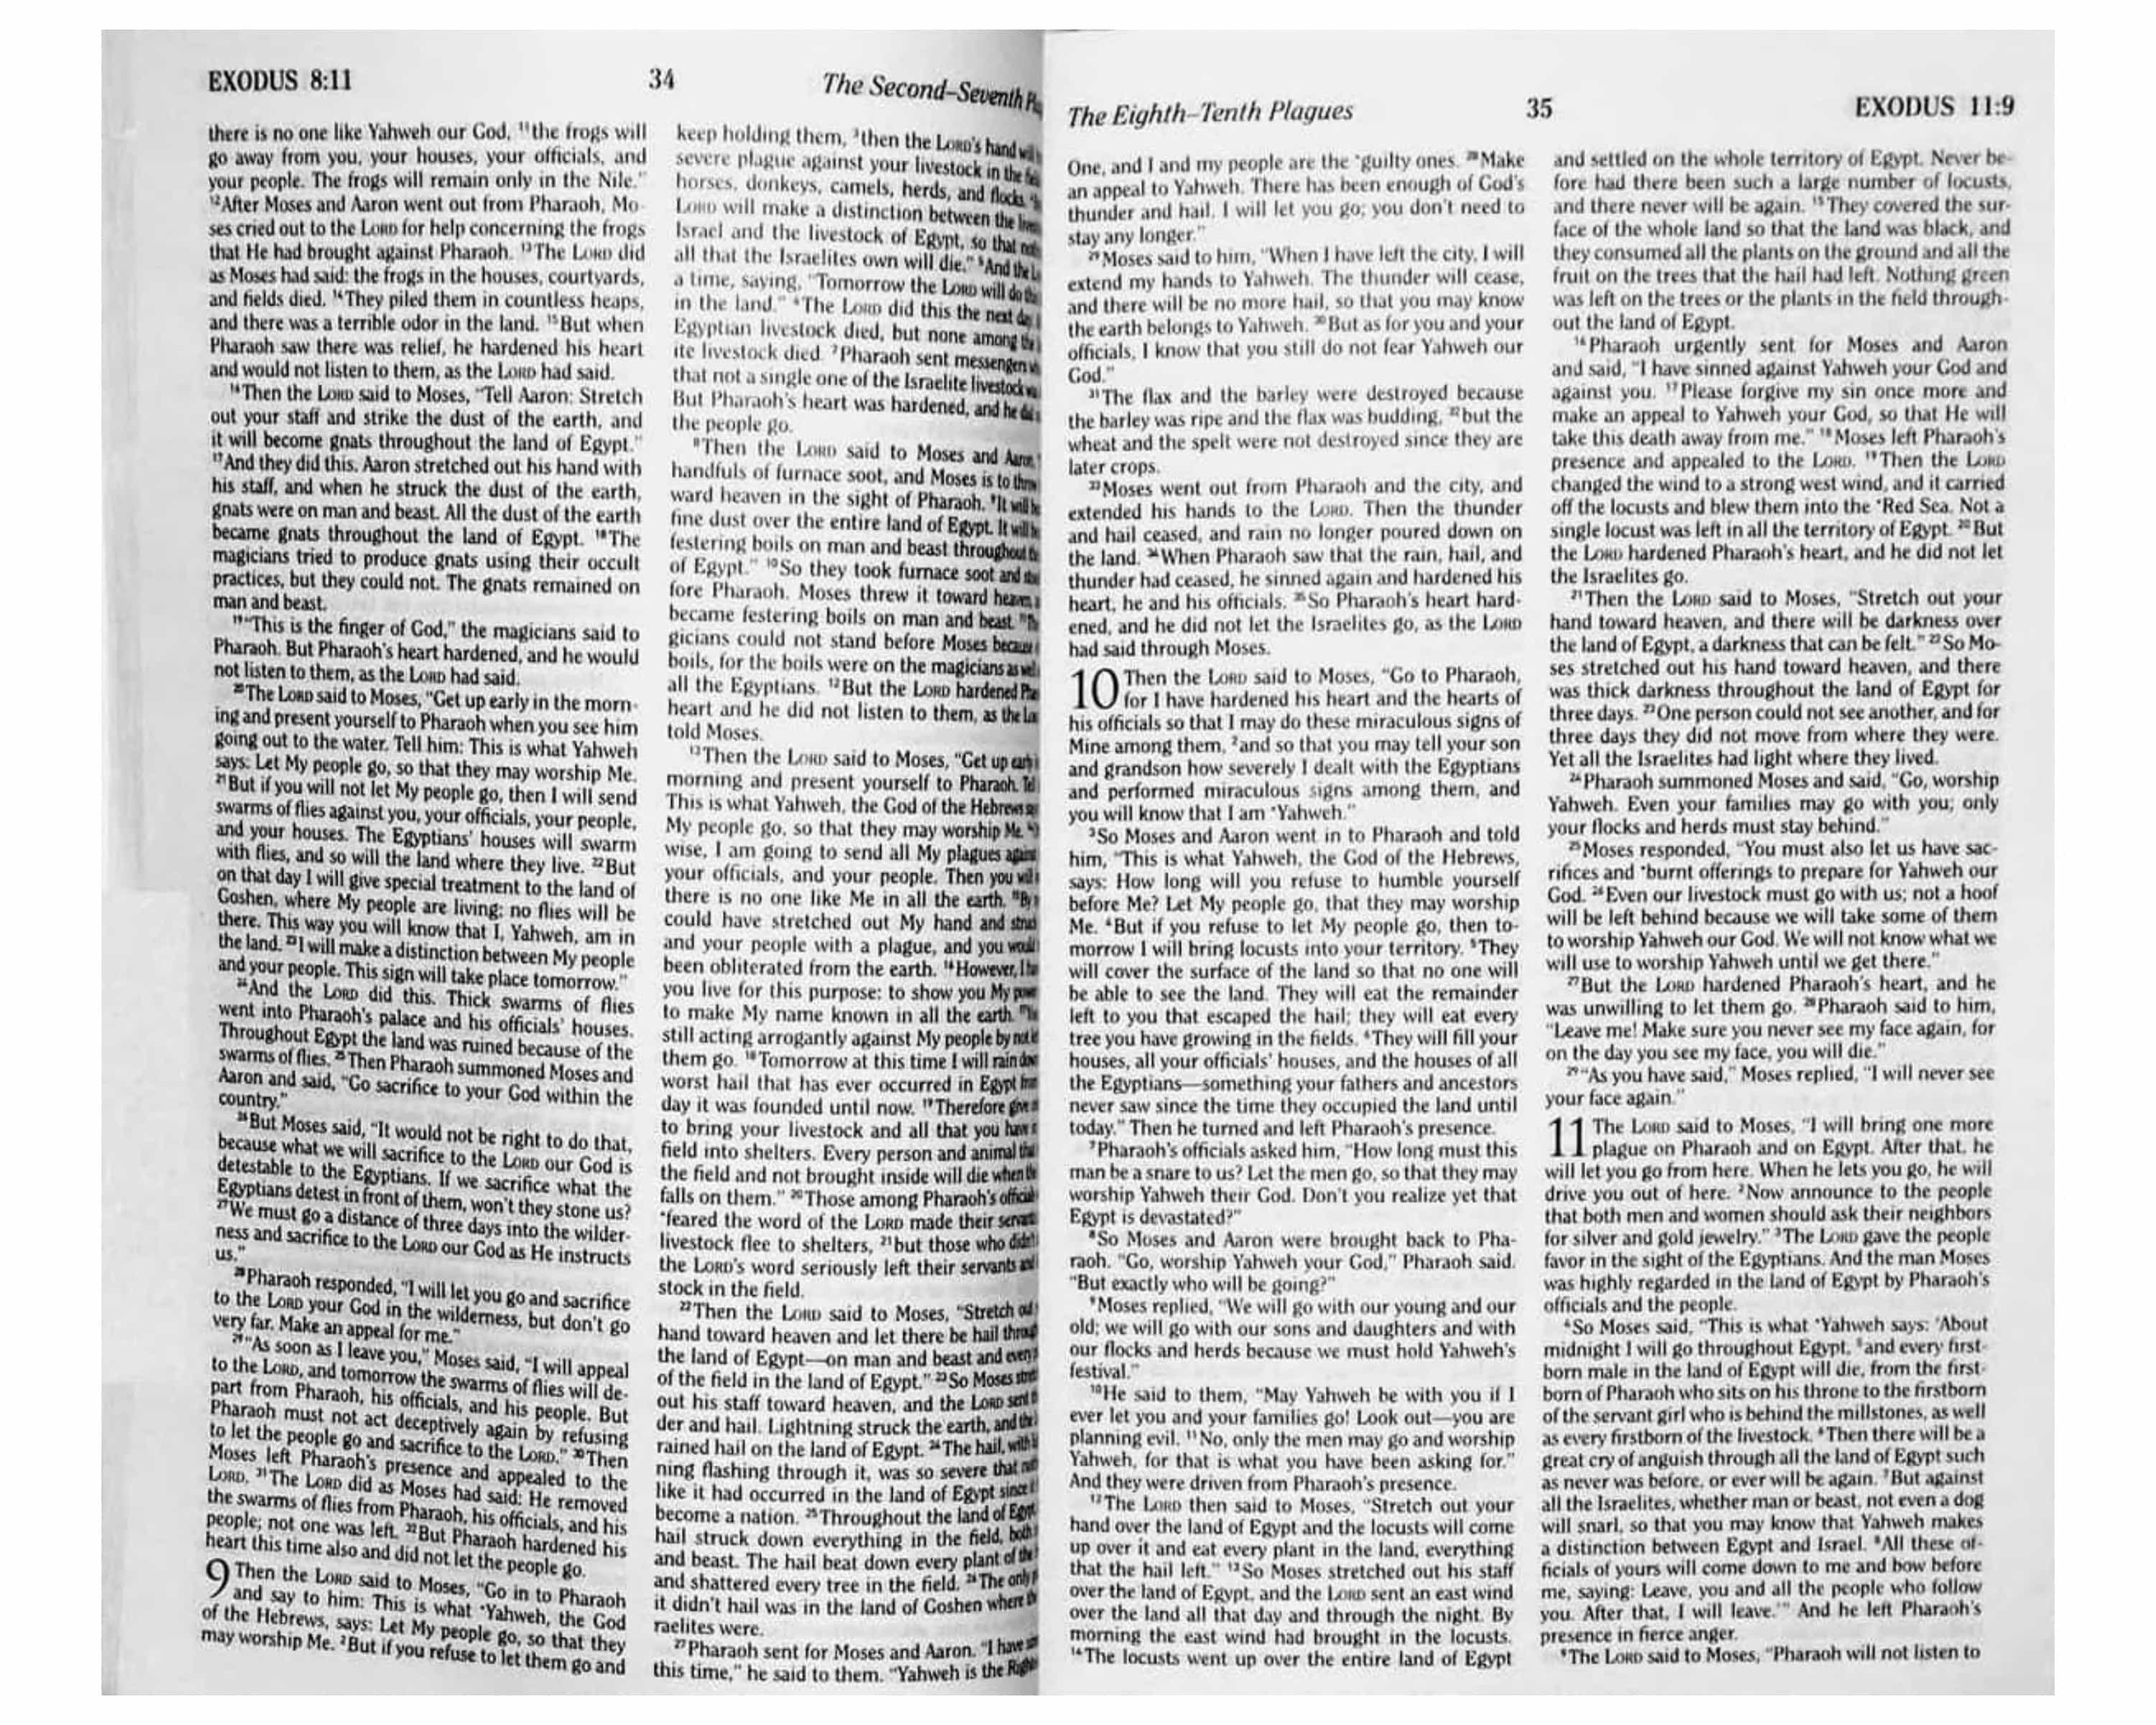 EXODUS 8:11
34
The Second–Seventh
there is no one like Yahweh our God, ¹¹the frogs will
go away from you, your houses, your officials, and
your people. The frogs will remain only in the Nile."
¹²After Moses and Aaron went out from Pharaoh, Mo-
ses cried out to the LORD for help concerning the frogs
that He had brought against Pharaoh. ¹³The LORD did
as Moses had said: the frogs in the houses, courtyards,
and fields died. ¹⁴They piled them in countless heaps,
and there was a terrible odor in the land. ¹⁵But when
Pharaoh saw there was relief, he hardened his heart
and would not listen to them, as the LORD had said.
¹⁶Then the LORD said to Moses, "Tell Aaron: Stretch
out your staff and strike the dust of the earth, and
it will become gnats throughout the land of Egypt."
¹⁷And they did this. Aaron stretched out his hand with
his staff, and when he struck the dust of the earth,
gnats were on man and beast. All the dust of the earth
became gnats throughout the land of Egypt. ¹⁸The
magicians tried to produce gnats using their occult
practices, but they could not. The gnats remained on
man and beast.
¹⁹"This is the finger of God," the magicians said to
Pharaoh. But Pharaoh's heart hardened, and he would
not listen to them, as the LORD had said.
²⁰The LORD said to Moses, "Get up early in the morn-
ing and present yourself to Pharaoh when you see him
going out to the water. Tell him: This is what Yahweh
says: Let My people go, so that they may worship Me.
²¹But if you will not let My people go, then I will send
swarms of flies against you, your officials, your people,
and your houses. The Egyptians' houses will swarm
with flies, and so will the land where they live. ²²But
on that day I will give special treatment to the land of
Goshen, where My people are living; no flies will be
there. This way you will know that I, Yahweh, am in
the land. ²³I will make a distinction between My people
and your people. This sign will take place tomorrow."
²⁴And the LORD did this. Thick swarms of flies
went into Pharaoh's palace and his officials' houses.
Throughout Egypt the land was ruined because of the
swarms of flies. ²⁵Then Pharaoh summoned Moses and
Aaron and said, "Go sacrifice to your God within the
country."
²⁶But Moses said, "It would not be right to do that,
because what we will sacrifice to the LORD our God is
detestable to the Egyptians. If we sacrifice what the
Egyptians detest in front of them, won't they stone us?
²⁷We must go a distance of three days into the wilder-
ness and sacrifice to the LORD our God as He instructs
us."
²⁸Pharaoh responded, "I will let you go and sacrifice
to the LORD your God in the wilderness, but don't go
very far. Make an appeal for me."
²⁹"As soon as I leave you," Moses said, "I will appeal
to the LORD, and tomorrow the swarms of flies will de-
part from Pharaoh, his officials, and his people. But
Pharaoh must not act deceptively again by refusing
to let the people go and sacrifice to the LORD." ³⁰Then
Moses left Pharaoh's presence and appealed to the
LORD. ³¹The LORD did as Moses had said: He removed
the swarms of flies from Pharaoh, his officials, and his
people; not one was left. ³²But Pharaoh hardened his
heart this time also and did not let the people go.
9 Then the LORD said to Moses, "Go in to Pharaoh
and say to him: This is what •Yahweh, the God
of the Hebrews, says: Let My people go, so that they
may worship Me. ²But if you refuse to let them go and
keep holding them, ³then the LORD's hand
severe plague against your livestock in the
horses, donkeys, camels, herds, and flocks.
LORD will make a distinction between the
Israel and the livestock of Egypt, so that
all that the Israelites own will die." ⁵And the
a time, saying, "Tomorrow the LORD will do
in the land." ⁶The LORD did this the next day.
Egyptian livestock died, but none among the
ite livestock died. ⁷Pharaoh sent messengers
that not a single one of the Israelite livestock
But Pharaoh's heart was hardened, and he
the people go.
⁸Then the LORD said to Moses and Aaron,
handfuls of furnace soot, and Moses is to throw
ward heaven in the sight of Pharaoh. ⁹It will
fine dust over the entire land of Egypt. It will
festering boils on man and beast throughout
of Egypt." ¹⁰So they took furnace soot and
fore Pharaoh. Moses threw it toward heaven,
became festering boils on man and beast.
gicians could not stand before Moses because
boils, for the boils were on the magicians as well
all the Egyptians. ¹²But the LORD hardened
heart and he did not listen to them, as the
told Moses.
¹³Then the LORD said to Moses, "Get up early
morning and present yourself to Pharaoh. Tell
This is what Yahweh, the God of the Hebrews
My people go, so that they may worship Me.
wise, I am going to send all My plagues against
your officials, and your people. Then you will
there is no one like Me in all the earth.
could have stretched out My hand and struck
and your people with a plague, and you would
been obliterated from the earth. ¹⁶However,
you live for this purpose: to show you My power
to make My name known in all the earth.
still acting arrogantly against My people by
them go. ¹⁸Tomorrow at this time I will rain down
worst hail that has ever occurred in Egypt from
day it was founded until now. ¹⁹Therefore give
to bring your livestock and all that you have
field into shelters. Every person and animal that
the field and not brought inside will die when the
falls on them." ²⁰Those among Pharaoh's officials
•feared the word of the LORD made their servants
livestock flee to shelters, ²¹but those who didn't
the LORD's word seriously left their servants and
stock in the field.
²²Then the LORD said to Moses, "Stretch out
hand toward heaven and let there be hail
the land of Egypt—on man and beast and every
of the field in the land of Egypt." ²³So Moses
out his staff toward heaven, and the LORD sent
der and hail. Lightning struck the earth, and the
rained hail on the land of Egypt. ²⁴The hail, with
ning flashing through it, was so severe that
like it had occurred in the land of Egypt since
become a nation. ²⁵Throughout the land of Egypt,
hail struck down everything in the field, both
and beast. The hail beat down every plant of the
and shattered every tree in the field. ²⁶The only
it didn't hail was in the land of Goshen where
raelites were.
²⁷Pharaoh sent for Moses and Aaron. "I have
this time," he said to them. "Yahweh is the
The Eighth–Tenth Plagues
35
EXODUS 11:9
One, and I and my people are the •guilty ones. ²⁸Make
an appeal to Yahweh. There has been enough of God's
thunder and hail. I will let you go; you don't need to
stay any longer."
²⁹Moses said to him, "When I have left the city, I will
extend my hands to Yahweh. The thunder will cease,
and there will be no more hail, so that you may know
the earth belongs to Yahweh. ³⁰But as for you and your
officials, I know that you still do not fear Yahweh our
God."
³¹The flax and the barley were destroyed because
the barley was ripe and the flax was budding, ³²but the
wheat and the spelt were not destroyed since they are
later crops.
³³Moses went out from Pharaoh and the city, and
extended his hands to the LORD. Then the thunder
and hail ceased, and rain no longer poured down on
the land. ³⁴When Pharaoh saw that the rain, hail, and
thunder had ceased, he sinned again and hardened his
heart, he and his officials. ³⁵So Pharaoh's heart hard-
ened, and he did not let the Israelites go, as the LORD
had said through Moses.
10 Then the LORD said to Moses, "Go to Pharaoh,
for I have hardened his heart and the hearts of
his officials so that I may do these miraculous signs of
Mine among them, ²and so that you may tell your son
and grandson how severely I dealt with the Egyptians
and performed miraculous signs among them, and
you will know that I am •Yahweh."
³So Moses and Aaron went in to Pharaoh and told
him, "This is what Yahweh, the God of the Hebrews,
says: How long will you refuse to humble yourself
before Me? Let My people go, that they may worship
Me. ⁴But if you refuse to let My people go, then to-
morrow I will bring locusts into your territory. ⁵They
will cover the surface of the land so that no one will
be able to see the land. They will eat the remainder
left to you that escaped the hail; they will eat every
tree you have growing in the fields. ⁶They will fill your
houses, all your officials' houses, and the houses of all
the Egyptians—something your fathers and ancestors
never saw since the time they occupied the land until
today." Then he turned and left Pharaoh's presence.
⁷Pharaoh's officials asked him, "How long must this
man be a snare to us? Let the men go, so that they may
worship Yahweh their God. Don't you realize yet that
Egypt is devastated?"
⁸So Moses and Aaron were brought back to Pha-
raoh. "Go, worship Yahweh your God," Pharaoh said.
"But exactly who will be going?"
⁹Moses replied, "We will go with our young and our
old; we will go with our sons and daughters and with
our flocks and herds because we must hold Yahweh's
festival."
¹⁰He said to them, "May Yahweh be with you if I
ever let you and your families go! Look out—you are
planning evil. ¹¹No, only the men may go and worship
Yahweh, for that is what you have been asking for."
And they were driven from Pharaoh's presence.
¹²The LORD then said to Moses, "Stretch out your
hand over the land of Egypt and the locusts will come
up over it and eat every plant in the land, everything
that the hail left." ¹³So Moses stretched out his staff
over the land of Egypt, and the LORD sent an east wind
over the land all that day and through the night. By
morning the east wind had brought in the locusts.
¹⁴The locusts went up over the entire land of Egypt
and settled on the whole territory of Egypt. Never be-
fore had there been such a large number of locusts,
and there never will be again. ¹⁵They covered the sur-
face of the whole land so that the land was black, and
they consumed all the plants on the ground and all the
fruit on the trees that the hail had left. Nothing green
was left on the trees or the plants in the field through-
out the land of Egypt.
¹⁶Pharaoh urgently sent for Moses and Aaron
and said, "I have sinned against Yahweh your God and
against you. ¹⁷Please forgive my sin once more and
make an appeal to Yahweh your God, so that He will
take this death away from me." ¹⁸Moses left Pharaoh's
presence and appealed to the LORD. ¹⁹Then the LORD
changed the wind to a strong west wind, and it carried
off the locusts and blew them into the •Red Sea. Not a
single locust was left in all the territory of Egypt. ²⁰But
the LORD hardened Pharaoh's heart, and he did not let
the Israelites go.
²¹Then the LORD said to Moses, "Stretch out your
hand toward heaven, and there will be darkness over
the land of Egypt, a darkness that can be felt." ²²So Mo-
ses stretched out his hand toward heaven, and there
was thick darkness throughout the land of Egypt for
three days. ²³One person could not see another, and for
three days they did not move from where they were.
Yet all the Israelites had light where they lived.
²⁴Pharaoh summoned Moses and said, "Go, worship
Yahweh. Even your families may go with you; only
your flocks and herds must stay behind."
²⁵Moses responded, "You must also let us have sac-
rifices and •burnt offerings to prepare for Yahweh our
God. ²⁶Even our livestock must go with us; not a hoof
will be left behind because we will take some of them
to worship Yahweh our God. We will not know what we
will use to worship Yahweh until we get there."
²⁷But the LORD hardened Pharaoh's heart, and he
was unwilling to let them go. ²⁸Pharaoh said to him,
"Leave me! Make sure you never see my face again, for
on the day you see my face, you will die."
²⁹"As you have said," Moses replied, "I will never see
your face again."
11 The LORD said to Moses, "I will bring one more
plague on Pharaoh and on Egypt. After that, he
will let you go from here. When he lets you go, he will
drive you out of here. ²Now announce to the people
that both men and women should ask their neighbors
for silver and gold jewelry." ³The LORD gave the people
favor in the sight of the Egyptians. And the man Moses
was highly regarded in the land of Egypt by Pharaoh's
officials and the people.
⁴So Moses said, "This is what •Yahweh says: 'About
midnight I will go throughout Egypt, ⁵and every first-
born male in the land of Egypt will die, from the first-
born of Pharaoh who sits on his throne to the firstborn
of the servant girl who is behind the millstones, as well
as every firstborn of the livestock. ⁶Then there will be a
great cry of anguish through all the land of Egypt such
as never was before, or ever will be again. ⁷But against
all the Israelites, whether man or beast, not even a dog
will snarl, so that you may know that Yahweh makes
a distinction between Egypt and Israel. ⁸All these of-
ficials of yours will come down to me and bow before
me, saying: Leave, you and all the people who follow
you. After that, I will leave.'" And he left Pharaoh's
presence in fierce anger.
⁹The LORD said to Moses, "Pharaoh will not listen to